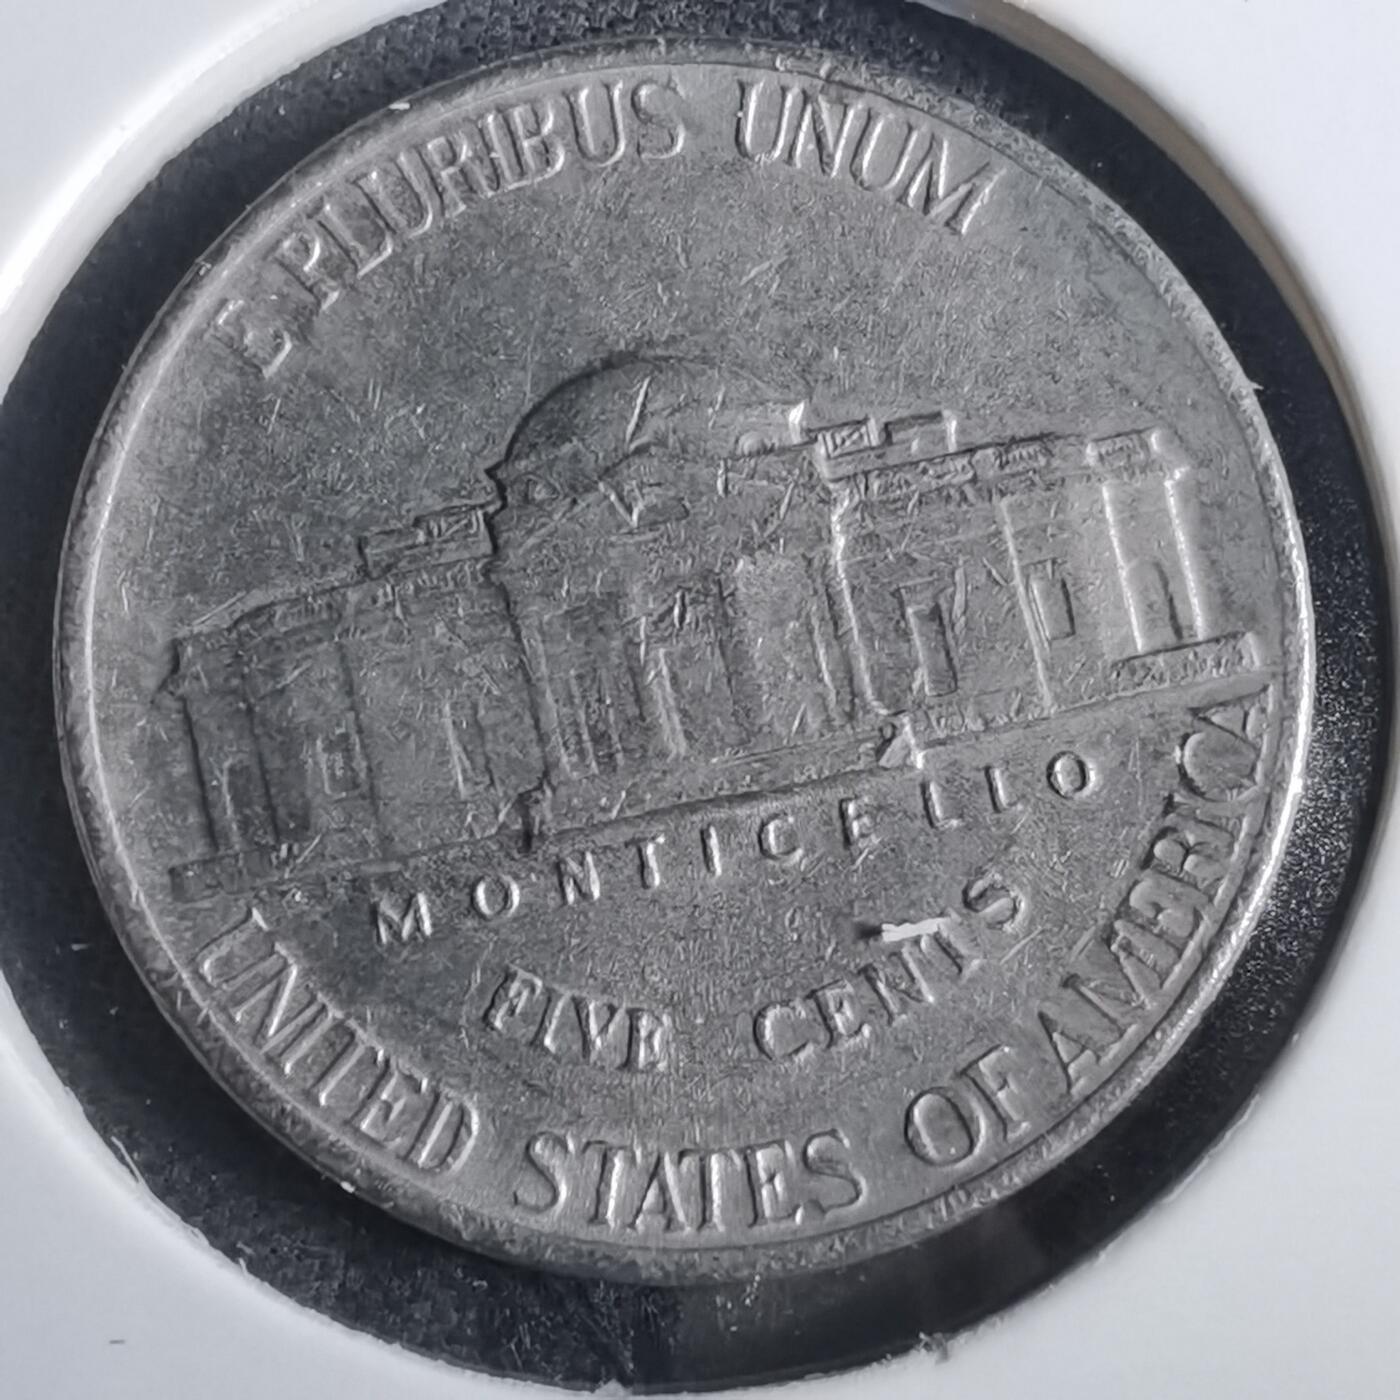 E PLURIBUS UNUM
MONTICELLO
FIVE CENTS
UNITED STATES OF AMERICA